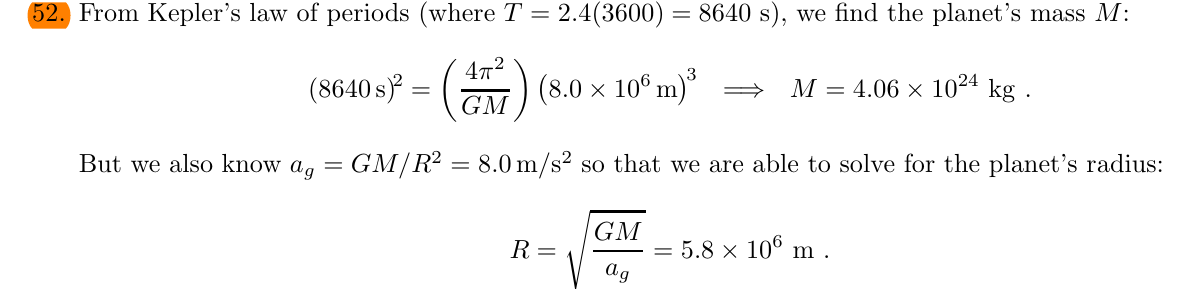 52. From Kepler's law of periods (where T = 2.4(3600) = 8640 s), we find the planet's mass M:
(8640 s)² = (4π²/GM) (8.0 × 10⁶ m)³ ⟹ M = 4.06 × 10²⁴ kg .
But we also know a_g = GM/R² = 8.0 m/s² so that we are able to solve for the planet's radius:
R = √(GM/a_g) = 5.8 × 10⁶ m .